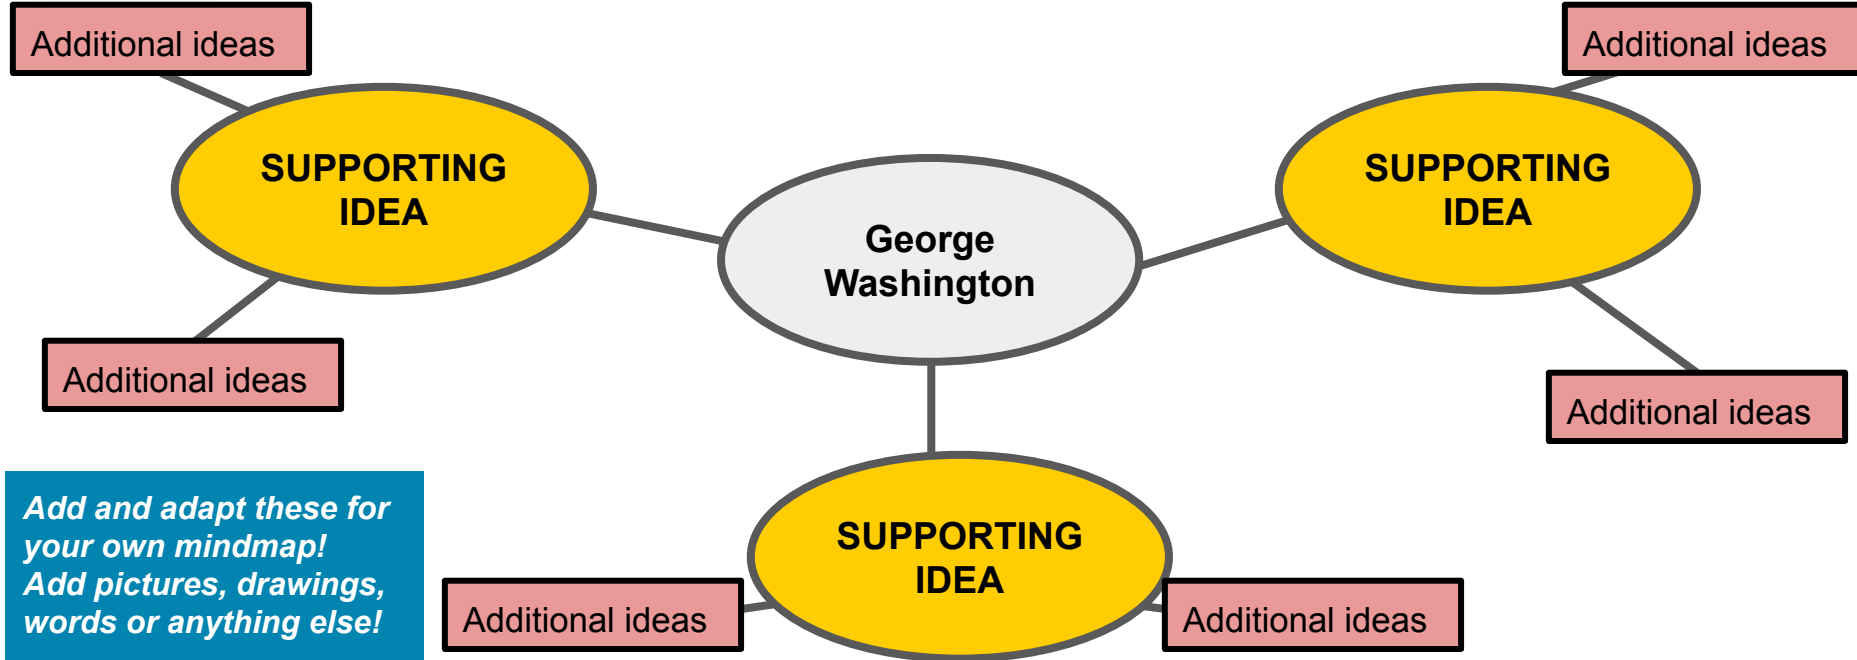 Additional ideas
Additional ideas
SUPPORTING
IDEA
SUPPORTING
IDEA
George
Washington
Additional ideas
Additional ideas
Add and adapt these for
your own mindmap!
Add pictures, drawings,
words or anything else!
SUPPORTING
IDEA
Additional ideas
Additional ideas